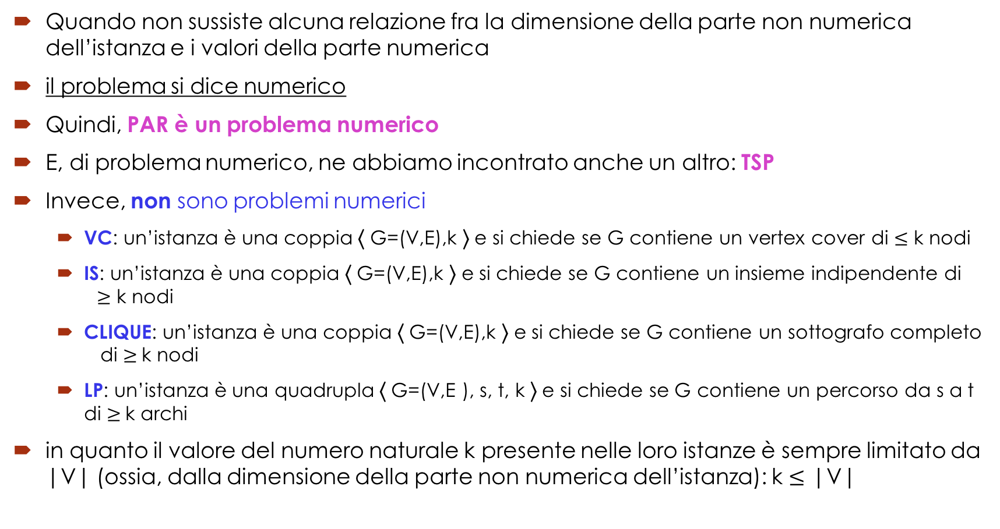 Quando non sussiste alcuna relazione fra la dimensione della parte non numerica
dell’istanza e i valori della parte numerica
il problema si dice numerico
Quindi, PAR è un problema numerico
E, di problema numerico, ne abbiamo incontrato anche un altro: TSP
Invece, non sono problemi numerici
VC: un’istanza è una coppia ⟨ G=(V,E),k ⟩ e si chiede se G contiene un vertex cover di ≤ k nodi
IS: un’istanza è una coppia ⟨ G=(V,E),k ⟩ e si chiede se G contiene un insieme indipendente di
≥ k nodi
CLIQUE: un’istanza è una coppia ⟨ G=(V,E),k ⟩ e si chiede se G contiene un sottografo completo
di ≥ k nodi
LP: un’istanza è una quadrupla ⟨ G=(V,E ), s, t, k ⟩ e si chiede se G contiene un percorso da s a t
di ≥ k archi
in quanto il valore del numero naturale k presente nelle loro istanze è sempre limitato da
|V| (ossia, dalla dimensione della parte non numerica dell’istanza): k ≤ |V|